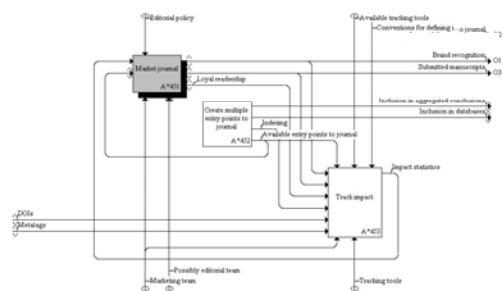 Editorial policy
Available tracking tools
Conventions for defining journal,
Brand recognition
O1
Submitted manuscripts
O3
Market journal
A*451
Loyal readership
Inclusion in aggregated
Inclusion in databases
Create multiple
entry points to
journal
A*452
Indexing
Available entry points to journal
Impact statistics
Track impact
A*453
DOIs
Metatags
Possibly editorial team
Marketing team
Tracking tools